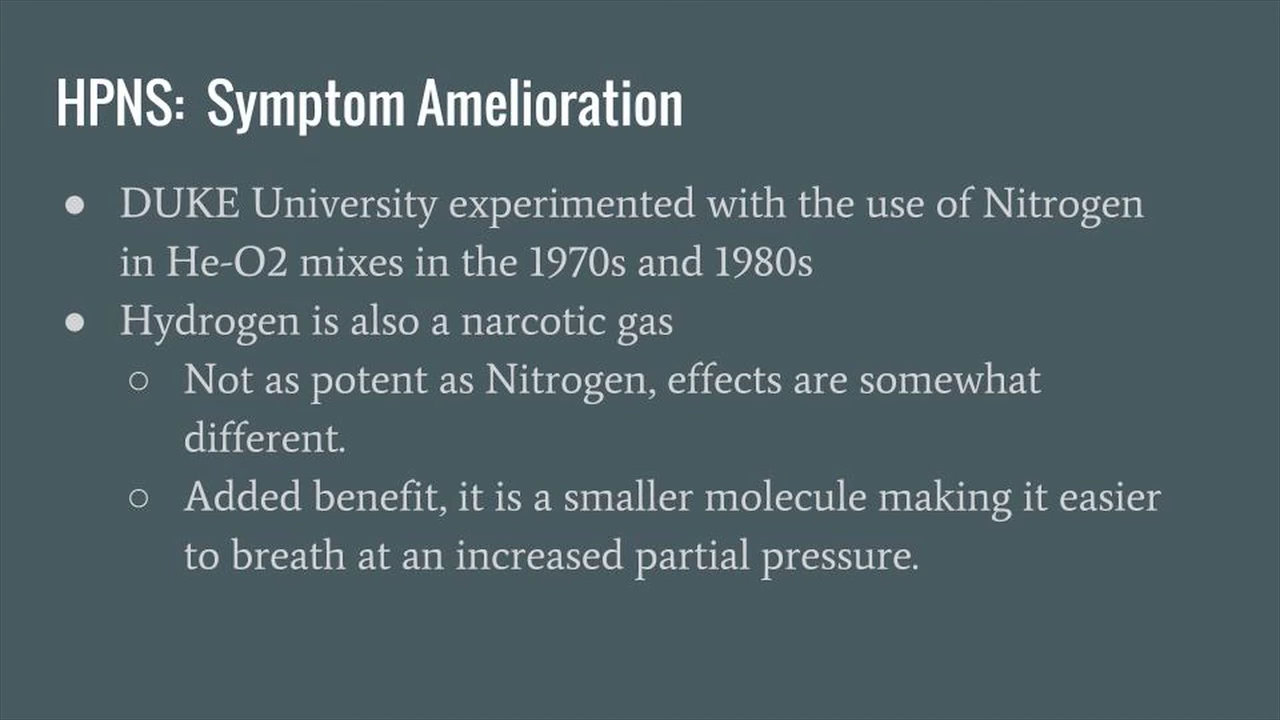 HPNS: Symptom Amelioration
● DUKE University experimented with the use of Nitrogen
in He-O2 mixes in the 1970s and 1980s
● Hydrogen is also a narcotic gas
○ Not as potent as Nitrogen, effects are somewhat
different.
○ Added benefit, it is a smaller molecule making it easier
to breath at an increased partial pressure.